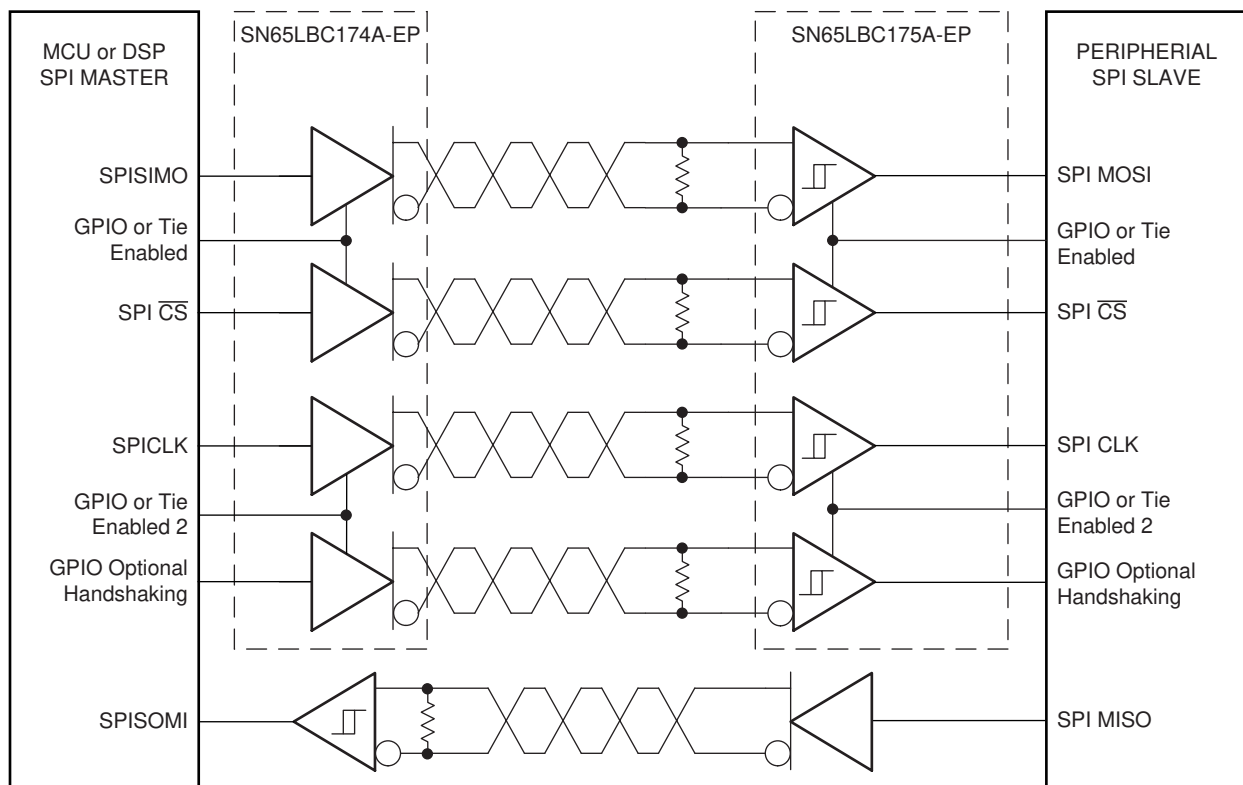 SN65LBC174A-EP
SN65LBC175A-EP
MCU or DSP
SPI MASTER
PERIPHERIAL
SPI SLAVE
SPISIMO
SPI MOSI
GPIO or Tie
Enabled
GPIO or Tie
Enabled
SPI C̅S̅
SPI C̅S̅
SPICLK
SPI CLK
GPIO or Tie
Enabled 2
GPIO or Tie
Enabled 2
GPIO Optional
Handshaking
GPIO Optional
Handshaking
SPISOMI
SPI MISO